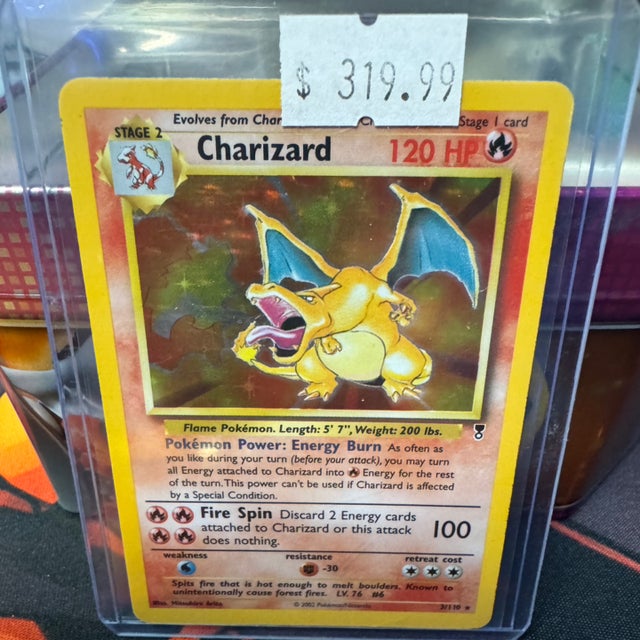 $ 319.99
Evolves from Char Stage 1 card
STAGE 2
Charizard 120 HP
Flame Pokémon. Length: 5' 7", Weight: 200 lbs.
Pokémon Power: Energy Burn As often as
you like during your turn (before your attack), you may turn
all Energy attached to Charizard into for the rest
of the turn. This power can't be used if Charizard is affected
by a Special Condition.
Fire Spin Discard 2 Energy cards
attached to Charizard or this attack
does nothing.
100
weakness resistance retreat cost
-30
Spits fire that is hot enough to melt boulders. Known to
unintentionally cause forest fires. LV. 76 #6
Illus. Mitsuhiro Arita © 2002 Pokémon/Nintendo 3/110